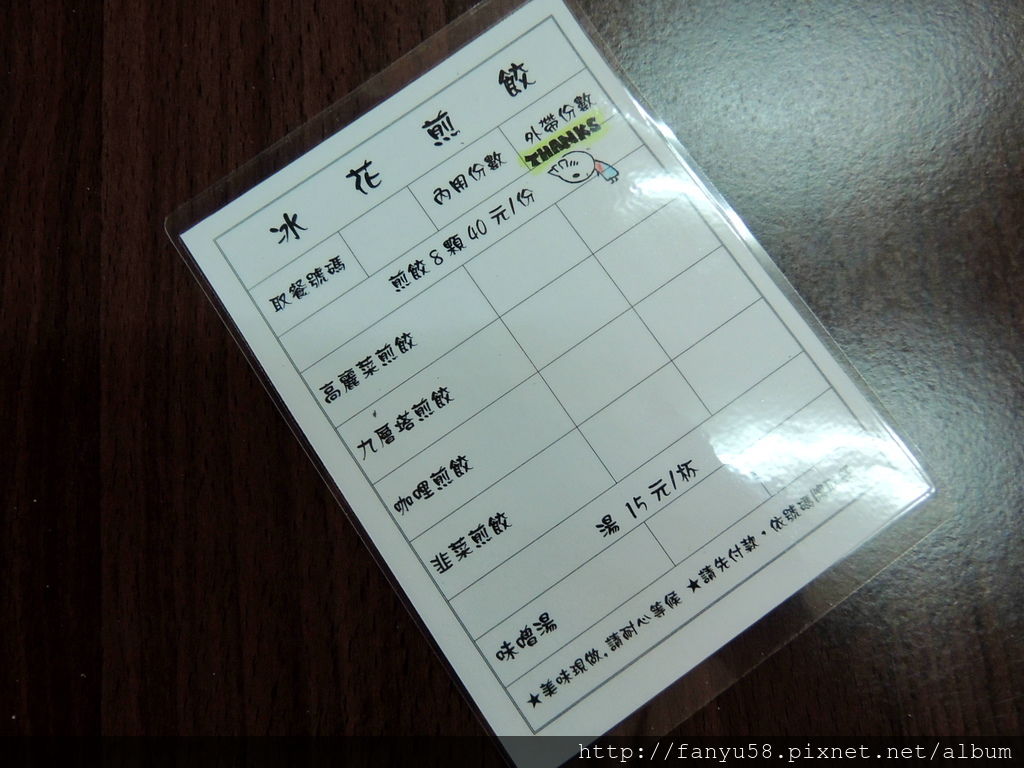 冰花煎餃
取餐號碼 內用份數 外帶份數
THANKS
煎餃8顆40元/份
高麗菜煎餃
九層塔煎餃
咖哩煎餃
韭菜煎餃
湯15元/杯
味噌湯
★美味現做,請耐心等候 ★請先付款,依號碼
http://fanyu58.pixnet.net/album